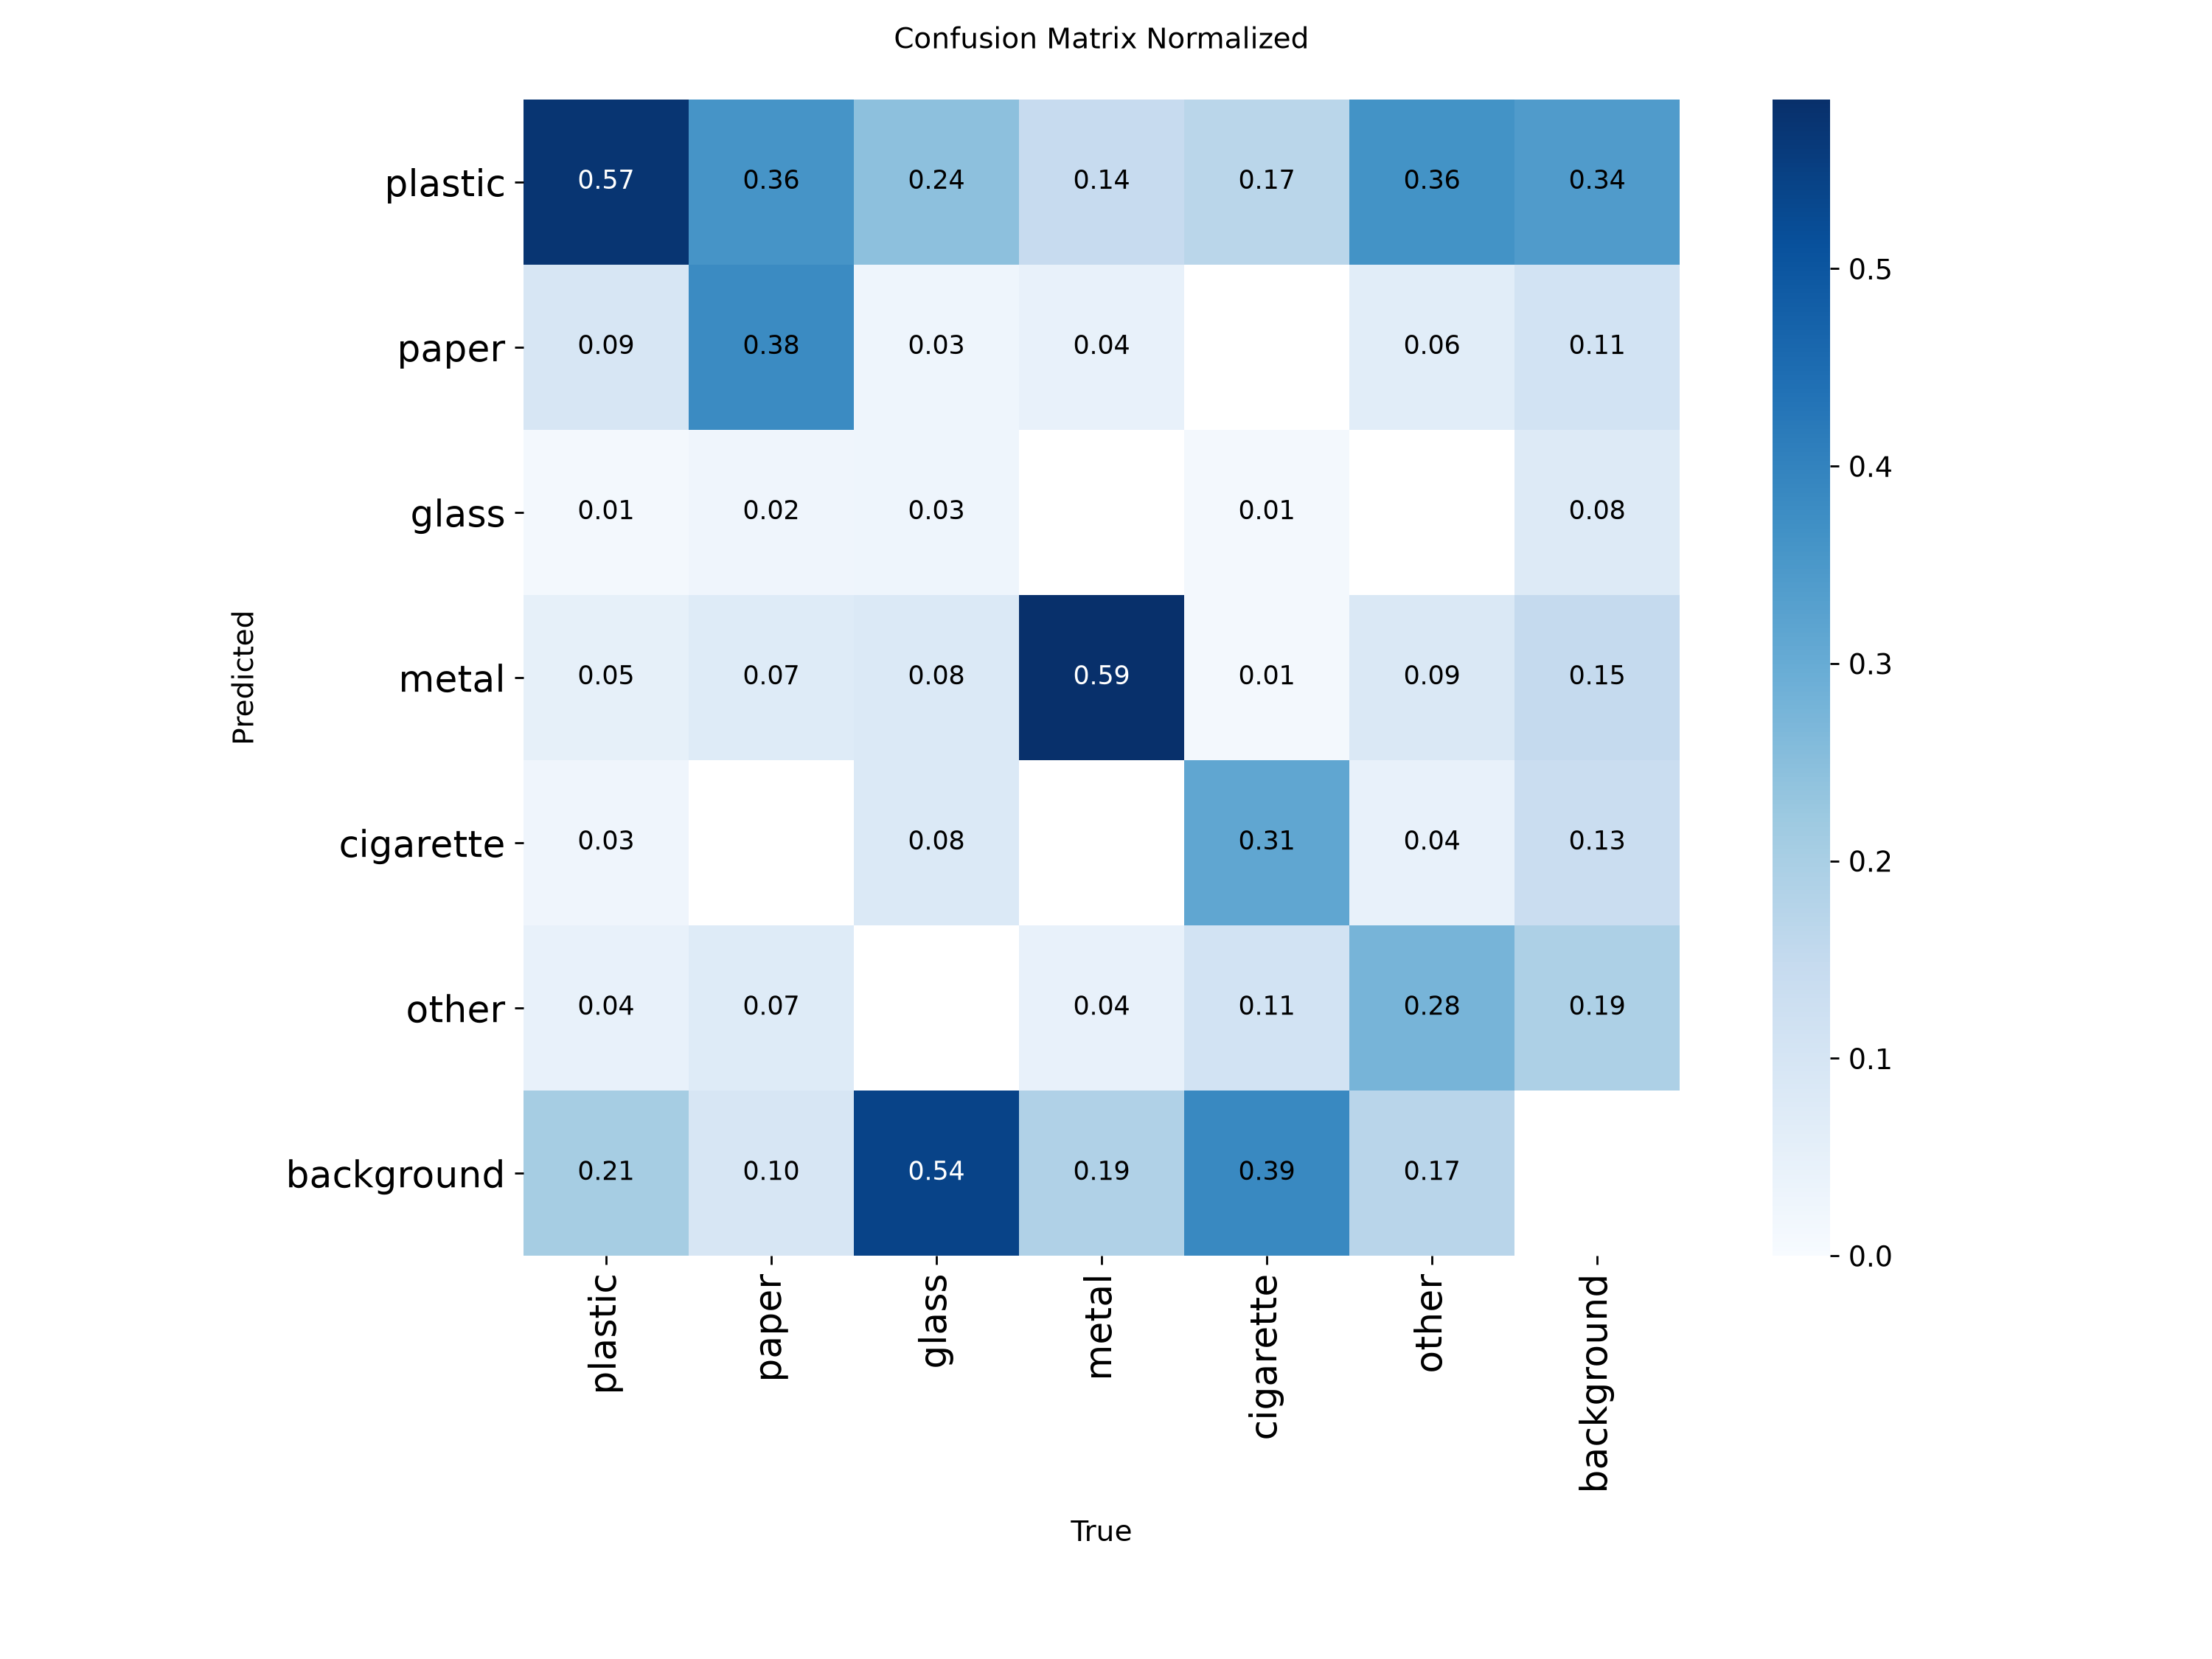 Confusion Matrix Normalized
plastic 0.57 0.36 0.24 0.14 0.17 0.36 0.34
paper 0.09 0.38 0.03 0.04 0.06 0.11
glass 0.01 0.02 0.03 0.01 0.08
metal 0.05 0.07 0.08 0.59 0.01 0.09 0.15
cigarette 0.03 0.08 0.31 0.04 0.13
other 0.04 0.07 0.04 0.11 0.28 0.19
background 0.21 0.10 0.54 0.19 0.39 0.17
Predicted
plastic paper glass metal cigarette other background
True
0.5
0.4
0.3
0.2
0.1
0.0